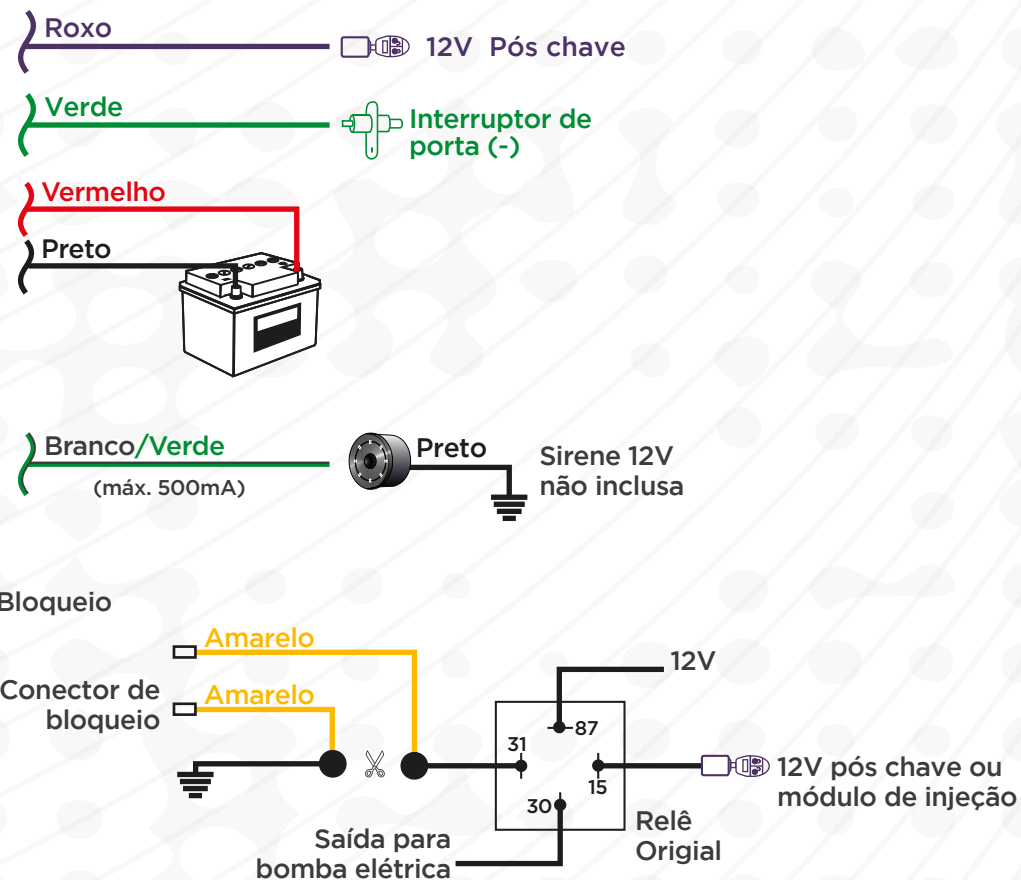 Roxo
12V Pós chave
Verde
Interruptor de
porta (-)
Vermelho
Preto
Branco/Verde
(máx. 500mA)
Preto
Sirene 12V
não inclusa
Bloqueio
Amarelo
Conector de
bloqueio
Amarelo
12V
87
31
15
30
12V pós chave ou
módulo de injeção
Relê
Origial
Saída para
bomba elétrica